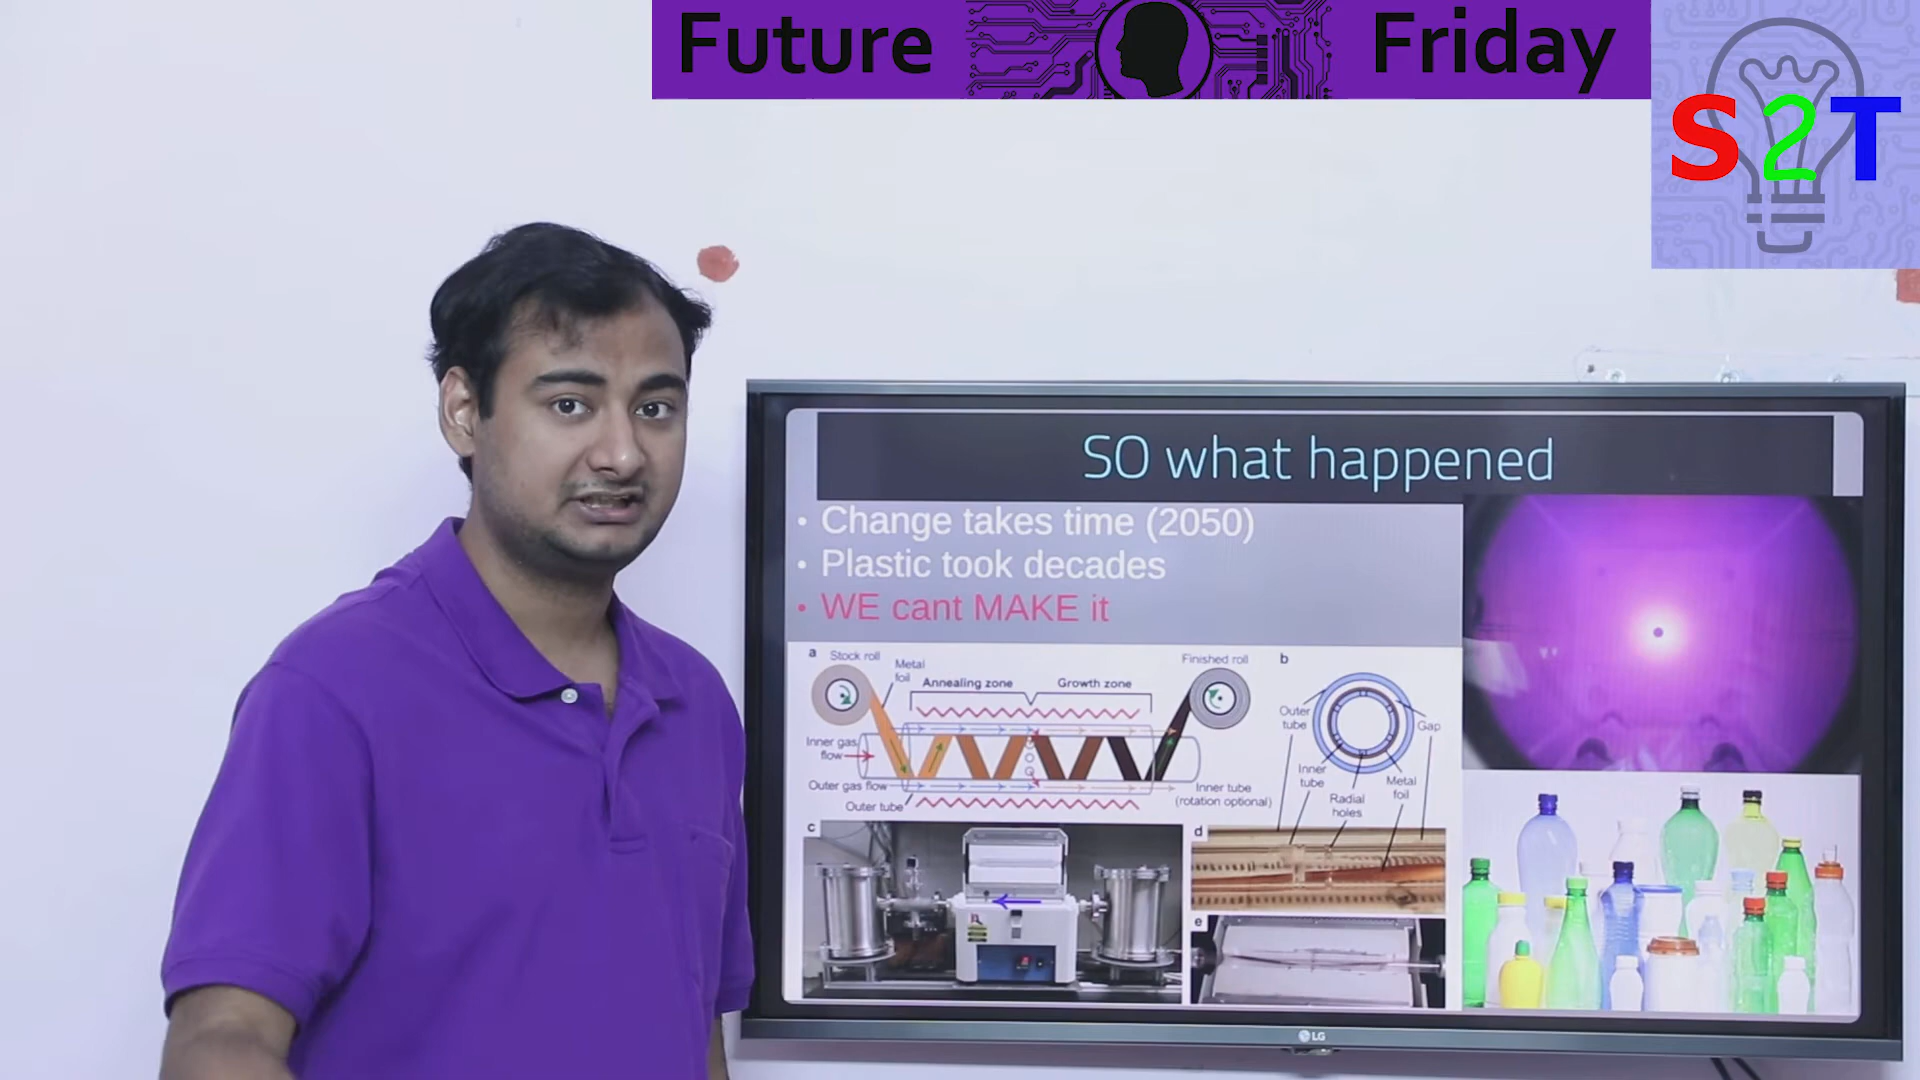 Future Friday
S2T
SO what happened
• Change takes time (2050)
• Plastic took decades
• WE cant MAKE it
a
Stock roll
Metal
foil
Annealing zone
Growth zone
Finished roll
Inner gas
flow
Outer gas flow
Outer tube
Inner tube
(rotation optional)
b
Outer
tube
Gap
Inner
tube
Radial
holes
Metal
foil
c
d
e
LG